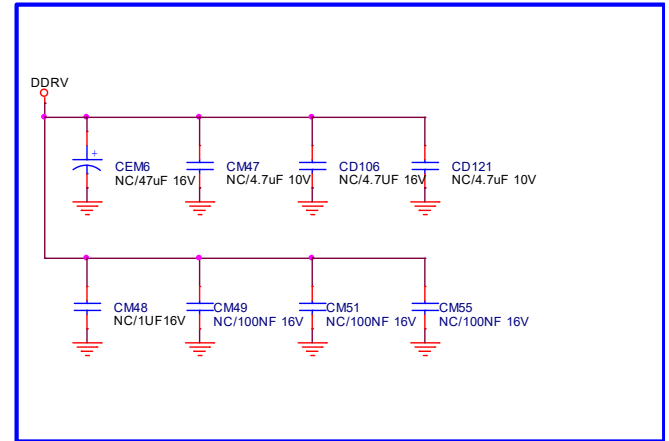 DDRV
+
CEM6
NC/47uF 16V
CM47
NC/4.7uF 10V
CD106
NC/4.7UF 16V
CD121
NC/4.7uF 10V
CM48
NC/1UF16V
CM49
NC/100NF 16V
CM51
NC/100NF 16V
CM55
NC/100NF 16V